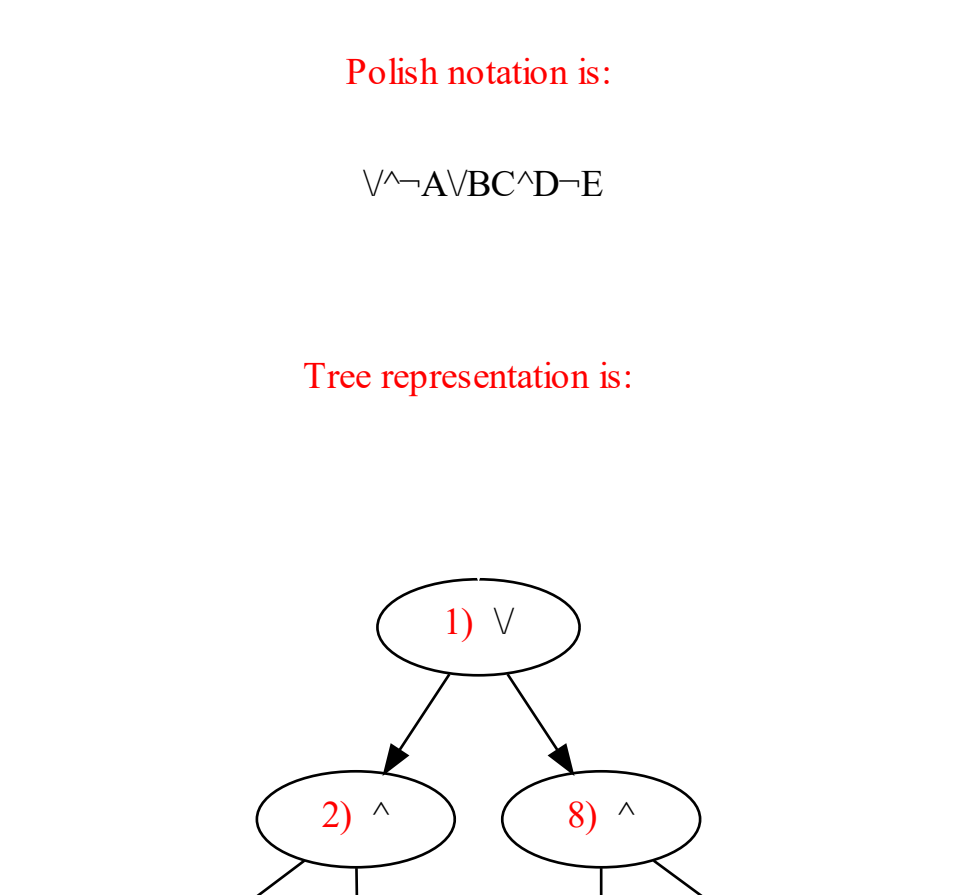 Polish notation is:
\/^¬A\/BC^D¬E
Tree representation is:
1) \/
2) ^
8) ^